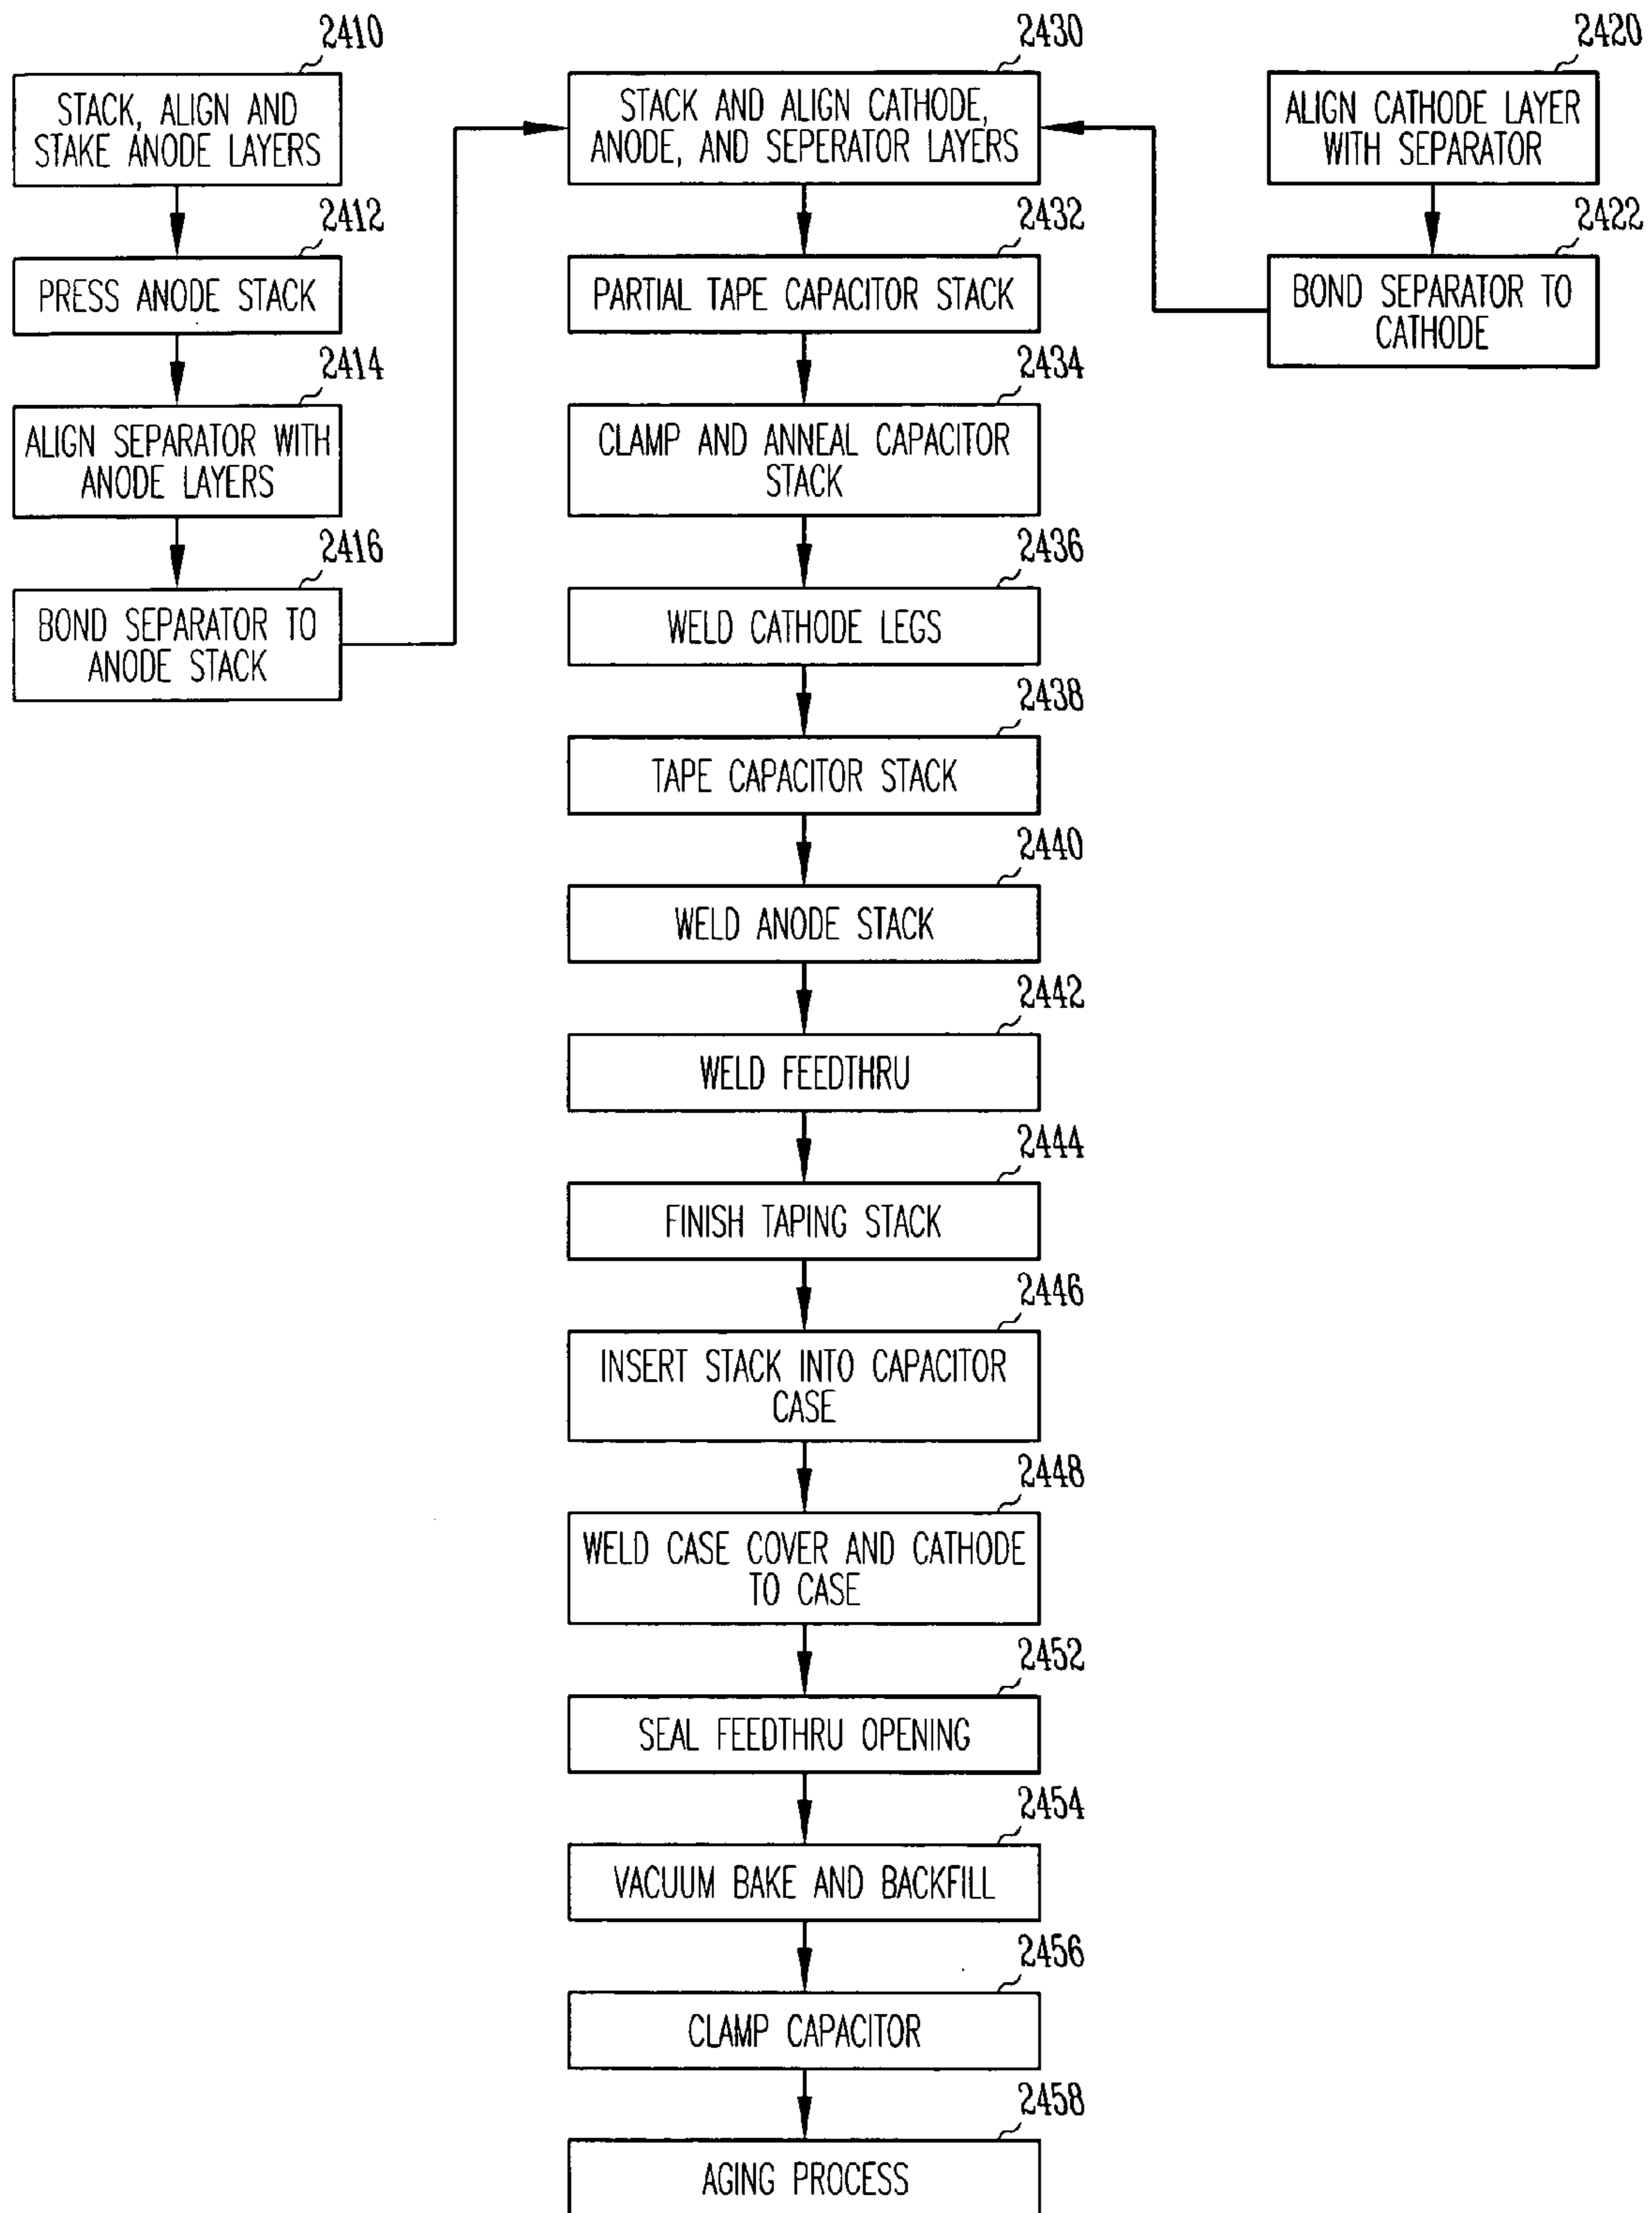 2410
STACK, ALIGN AND
STAKE ANODE LAYERS
2412
PRESS ANODE STACK
2414
ALIGN SEPARATOR WITH
ANODE LAYERS
2416
BOND SEPARATOR TO
ANODE STACK
2430
STACK AND ALIGN CATHODE,
ANODE, AND SEPERATOR LAYERS
2432
PARTIAL TAPE CAPACITOR STACK
2434
CLAMP AND ANNEAL CAPACITOR
STACK
2436
WELD CATHODE LEGS
2438
TAPE CAPACITOR STACK
2440
WELD ANODE STACK
2442
WELD FEEDTHRU
2444
FINISH TAPING STACK
2446
INSERT STACK INTO CAPACITOR
CASE
2448
WELD CASE COVER AND CATHODE
TO CASE
2452
SEAL FEEDTHRU OPENING
2454
VACUUM BAKE AND BACKFILL
2456
CLAMP CAPACITOR
2458
AGING PROCESS
2420
ALIGN CATHODE LAYER
WITH SEPARATOR
2422
BOND SEPARATOR TO
CATHODE